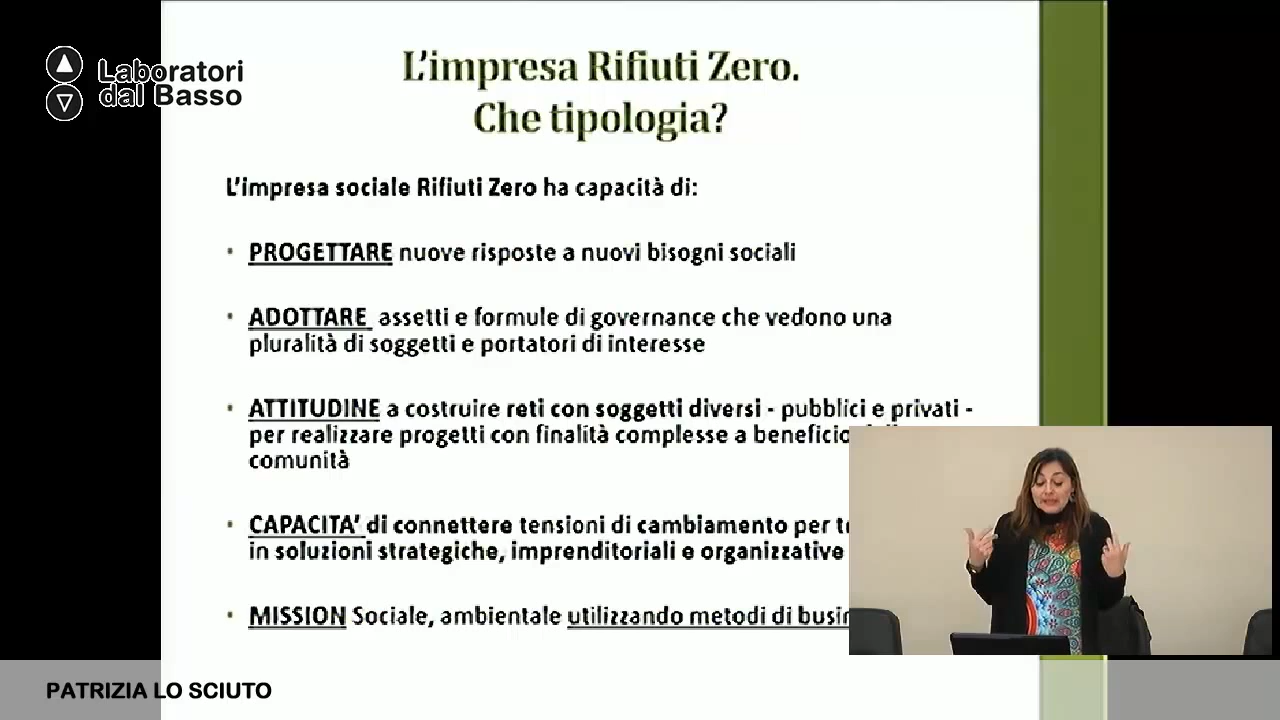 Laboratori
dal Basso
L'impresa Rifiuti Zero.
Che tipologia?
L'impresa sociale Rifiuti Zero ha capacità di:
• PROGETTARE nuove risposte a nuovi bisogni sociali
• ADOTTARE assetti e formule di governance che vedono una
pluralità di soggetti e portatori di interesse
• ATTITUDINE a costruire reti con soggetti diversi - pubblici e privati -
per realizzare progetti con finalità complesse a beneficio
comunità
• CAPACITA' di connettere tensioni di cambiamento per
in soluzioni strategiche, imprenditoriali e organizzative
• MISSION Sociale, ambientale utilizzando metodi di
PATRIZIA LO SCIUTO